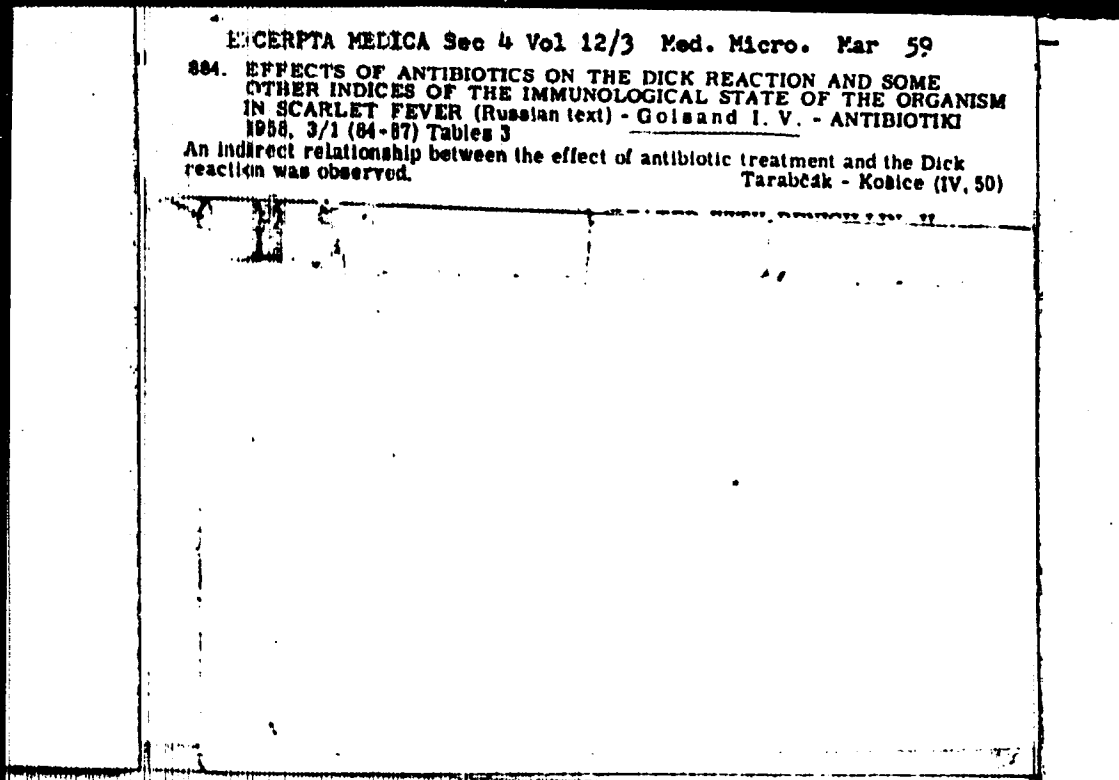 EXCERPTA MEDICA Sec 4 Vol 12/3 Med. Micro. Mar 59
884. EFFECTS OF ANTIBIOTICS ON THE DICK REACTION AND SOME
OTHER INDICES OF THE IMMUNOLOGICAL STATE OF THE ORGANISM
IN SCARLET FEVER (Russian text) - Goisand I. V. - ANTIBIOTIKI
1958, 3/1 (84-87) Tables 3
An indirect relationship between the effect of antibiotic treatment and the Dick
reaction was observed. Tarabčák - Košice (IV, 50)